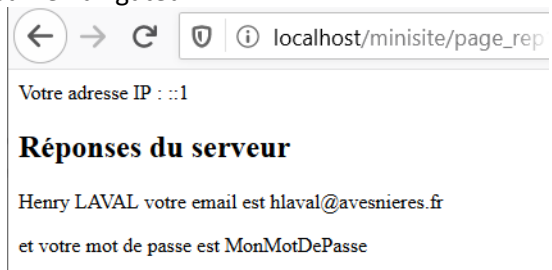 localhost/minisite/page_rep
Votre adresse IP : ::1
Réponses du serveur
Henry LAVAL votre email est hlaval@avesnieres.fr
et votre mot de passe est MonMotDePasse